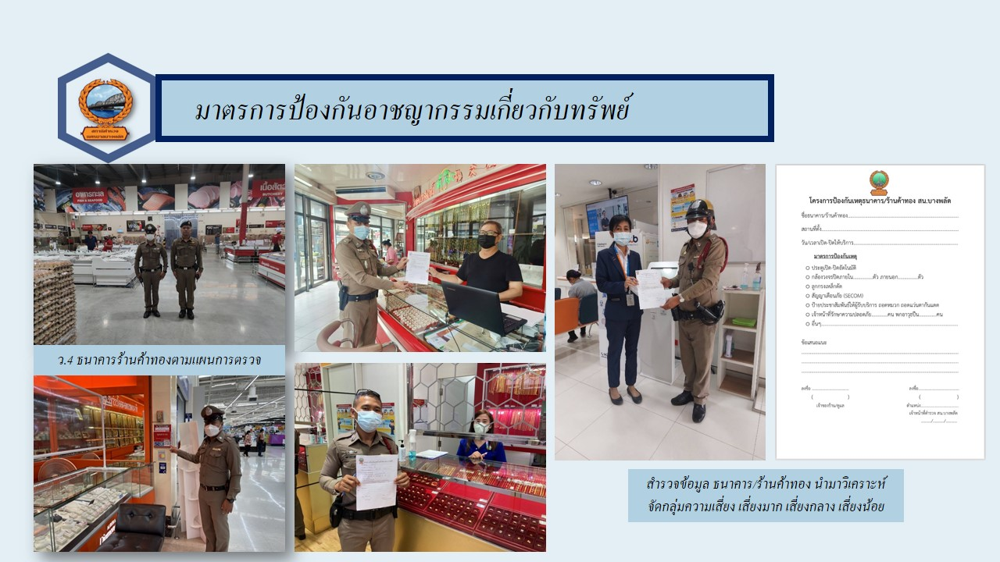 มาตรการป้องกันอาชญากรรมเกี่ยวกับทรัพย์
สถานีตำรวจ
นครบาลบางพลัด
อาหารทะเล
FISH & SEAFOOD
เนื้อสัตว์
BUTCHERY
ว.4 ธนาคารร้านค้าทองตามแผนการตรวจ
โครงการป้องกันเหตุธนาคาร/ร้านค้าทอง สน.บางพลัด
ชื่อธนาคาร/ร้านค้าทอง
สถานที่ตั้ง
วัน/เวลาเปิด-ปิดให้บริการ
มาตรการป้องกันเหตุ
ประตูเปิด-ปิดอัตโนมัติ
กล้องวงจรปิดภายใน............ตัว ภายนอก............ตัว
ลูกกรงเหล็กดัด
สัญญาเตือนภัย (SECOM)
ป้ายประชาสัมพันธ์ให้ผู้รับบริการ ถอดหมวก ถอดแว่นตากันแดด
เจ้าหน้าที่รักษาความปลอดภัย............คน พกอาวุธปืน............คน
อื่นๆ
ข้อเสนอแนะ
ลงชื่อ ........................ ลงชื่อ........................
( ) ( )
เจ้าของร้าน/ผู้แล ตำแหน่ง........................
เจ้าหน้าที่ตำรวจ สน.บางพลัด
......../......../........
สำรวจข้อมูล ธนาคาร/ร้านค้าทอง นำมาวิเคราะห์
จัดกลุ่มความเสี่ยง เสี่ยงมาก เสี่ยงกลาง เสี่ยงน้อย